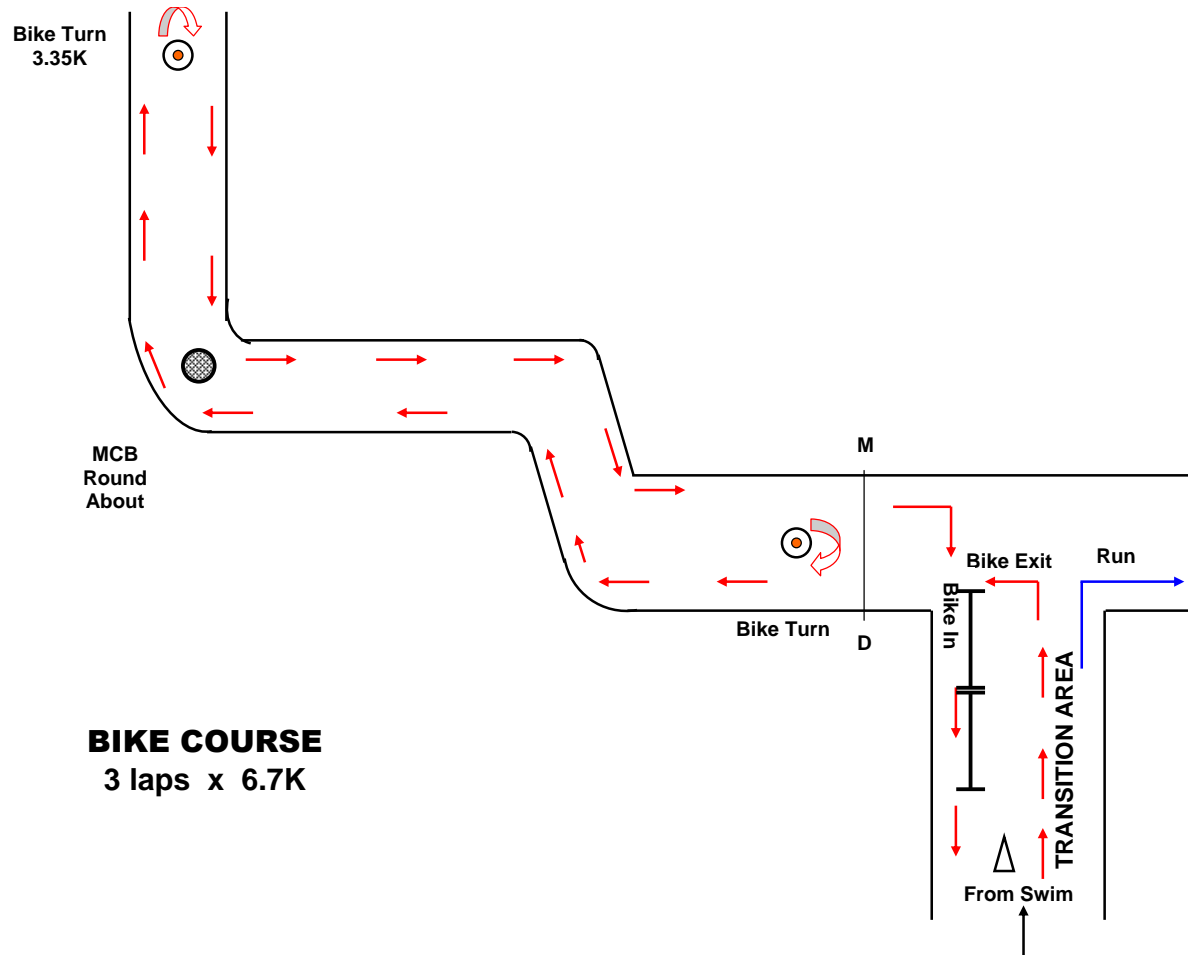 Bike Turn
3.35K
MCB
Round
About
M
Bike Exit
Run
Bike In
Bike Turn
D
TRANSITION AREA
BIKE COURSE
3 laps x 6.7K
From Swim